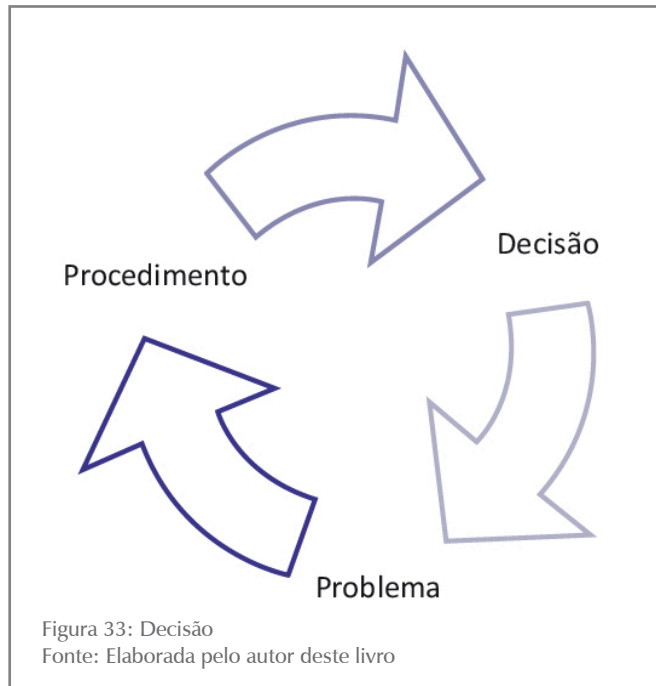 Decisão
Procedimento
Problema
Figura 33: Decisão
Fonte: Elaborada pelo autor deste livro